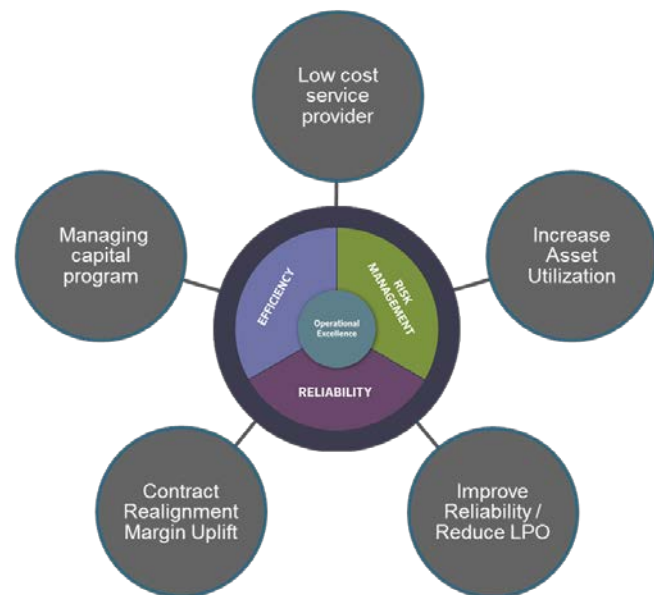 Low cost
service
provider
Managing
capital
program
Increase
Asset
Utilization
EFFICIENCY
RISK
MANAGEMENT
Operational
Excellence
RELIABILITY
Contract
Realignment
Margin Uplift
Improve
Reliability /
Reduce LPO